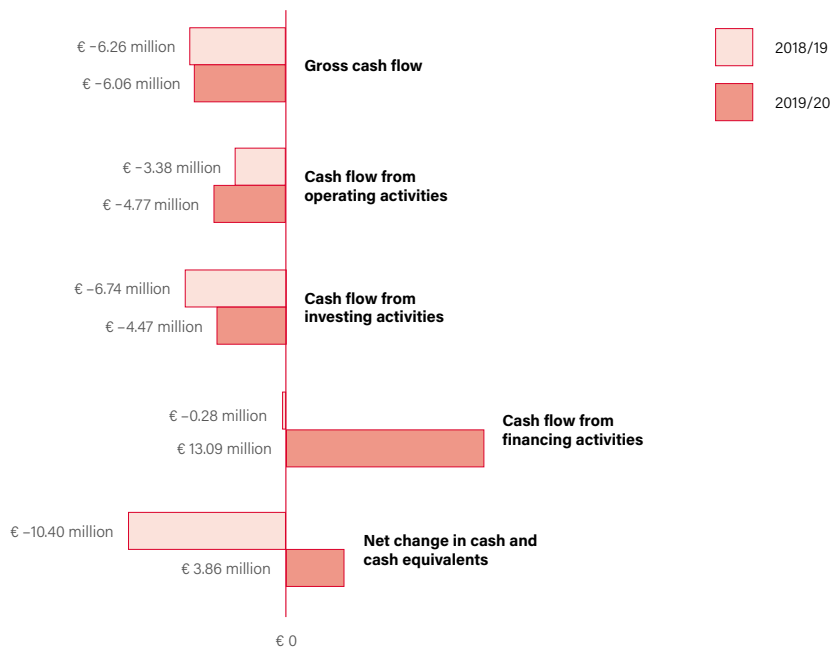 € −6.26 million
€ −6.06 million
Gross cash flow
2018/19
2019/20
€ −3.38 million
€ −4.77 million
Cash flow from
operating activities
€ −6.74 million
€ −4.47 million
Cash flow from
investing activities
€ −0.28 million
€ 13.09 million
Cash flow from
financing activities
€ −10.40 million
€ 3.86 million
Net change in cash and
cash equivalents
€ 0